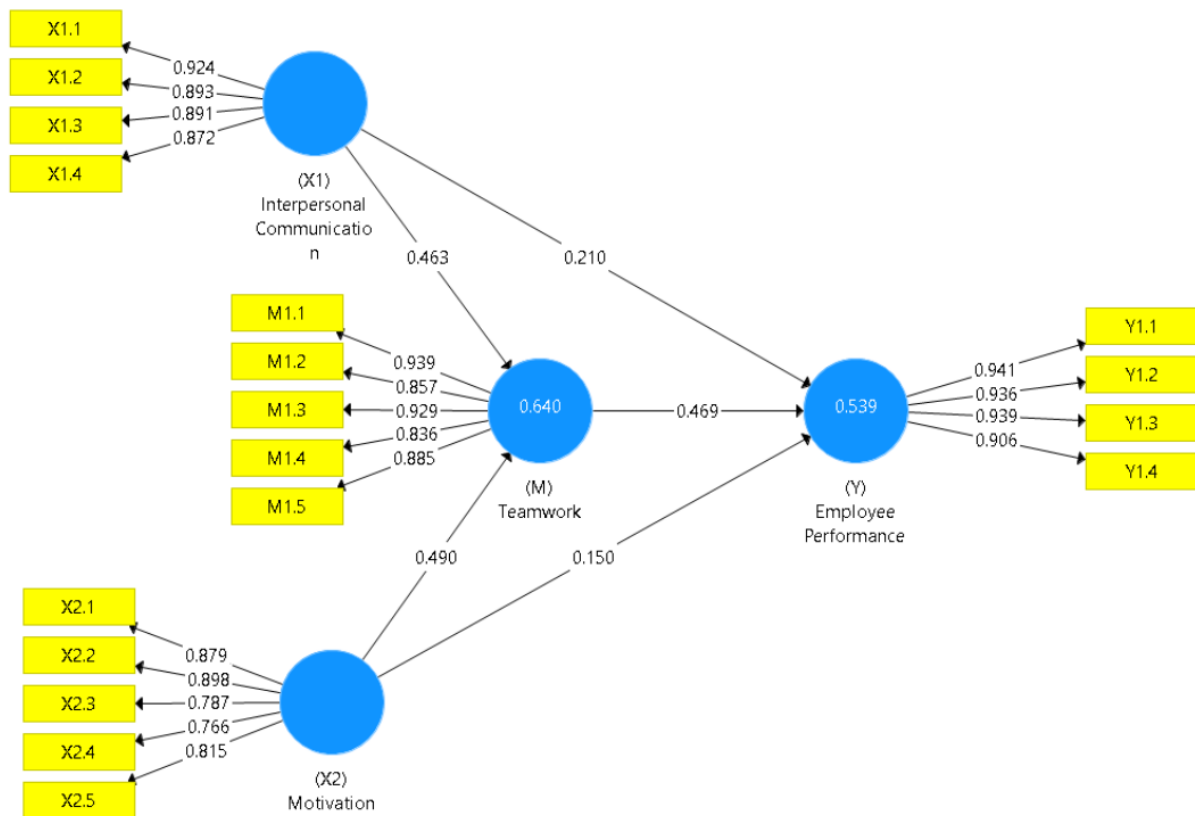 X1.1
X1.2
X1.3
X1.4
0.924
0.893
0.891
0.872
(X1)
Interpersonal
Communicatio
n
0.463
0.210
M1.1
M1.2
M1.3
M1.4
M1.5
0.939
0.857
0.929
0.836
0.885
0.640
(M)
Teamwork
0.469
0.539
(Y)
Employee
Performance
0.941
0.936
0.939
0.906
Y1.1
Y1.2
Y1.3
Y1.4
0.490
0.150
X2.1
X2.2
X2.3
X2.4
X2.5
0.879
0.898
0.787
0.766
0.815
(X2)
Motivation